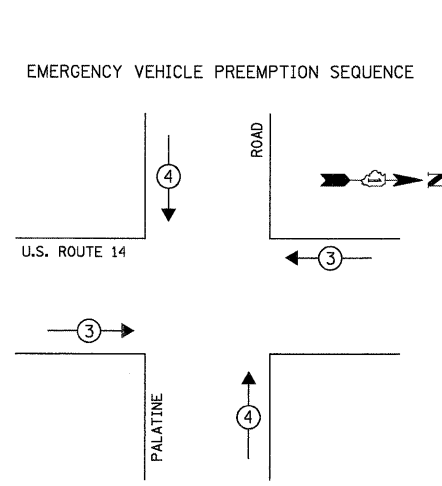 EMERGENCY VEHICLE PREEMPTION SEQUENCE
ROAD
4
N
U.S. ROUTE 14
3
3
PALATINE
4